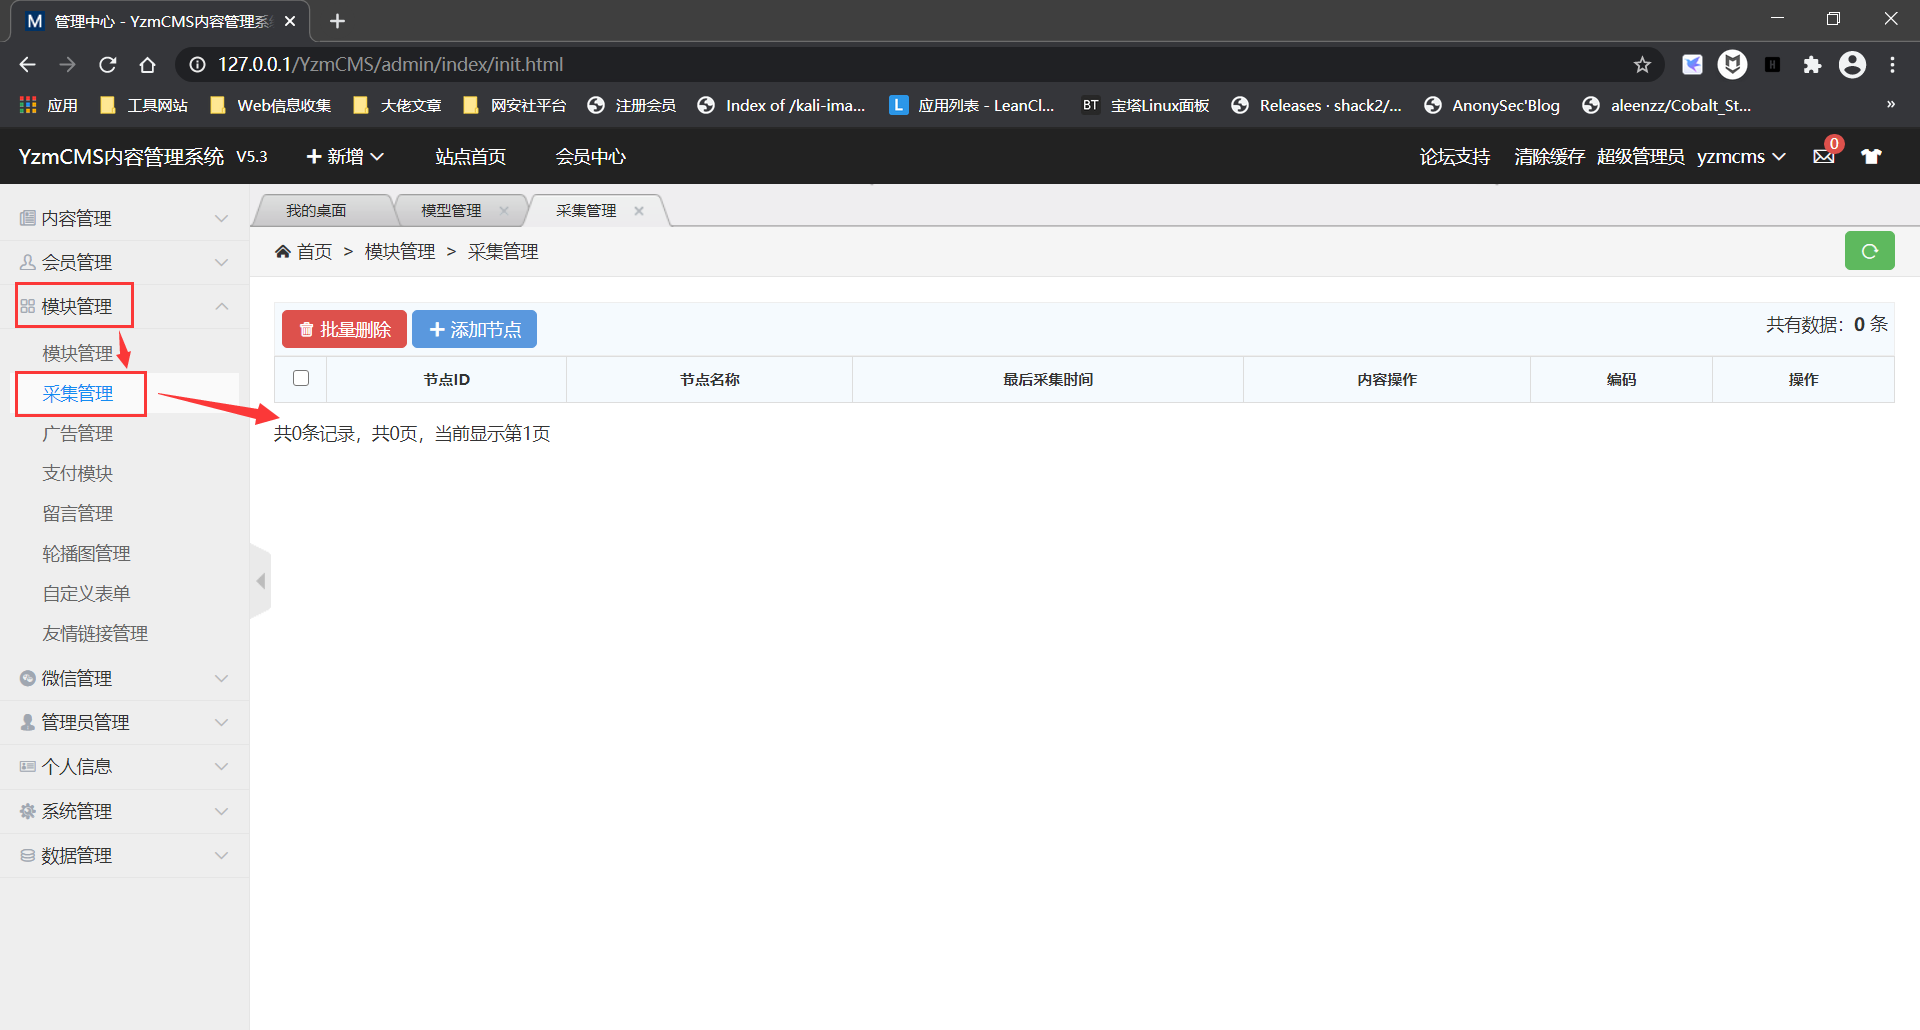 管理中心 - YzmCMS内容管理系
127.0.0.1/YzmCMS/admin/index/init.html
应用 工具网站 Web信息收集 大佬文章 网安社平台 注册会员 Index of /kali-ima... L 应用列表 - LeanCl... BT 宝塔Linux面板 Releases · shack2/... AnonySec'Blog aleenzz/Cobalt_St... »
YzmCMS内容管理系统 V5.3 新增 站点首页 会员中心 论坛支持 清除缓存 超级管理员 yzmcms 0
内容管理
会员管理
模块管理
模块管理
采集管理
广告管理
支付模块
留言管理
轮播图管理
自定义表单
友情链接管理
微信管理
管理员管理
个人信息
系统管理
数据管理
我的桌面 模型管理 采集管理
首页 > 模块管理 > 采集管理
批量删除 添加节点 共有数据：0 条
节点ID 节点名称 最后采集时间 内容操作 编码 操作
共0条记录，共0页，当前显示第1页